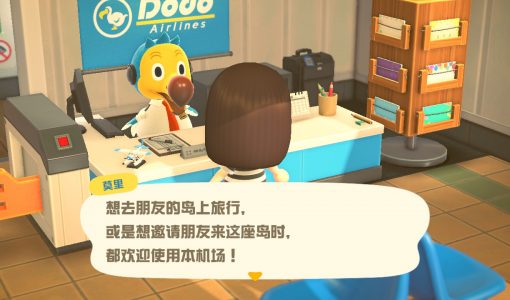 Dodo
Airlines
莫里
想去朋友的岛上旅行，
或是想邀请朋友来这座岛时，
都欢迎使用本机场！